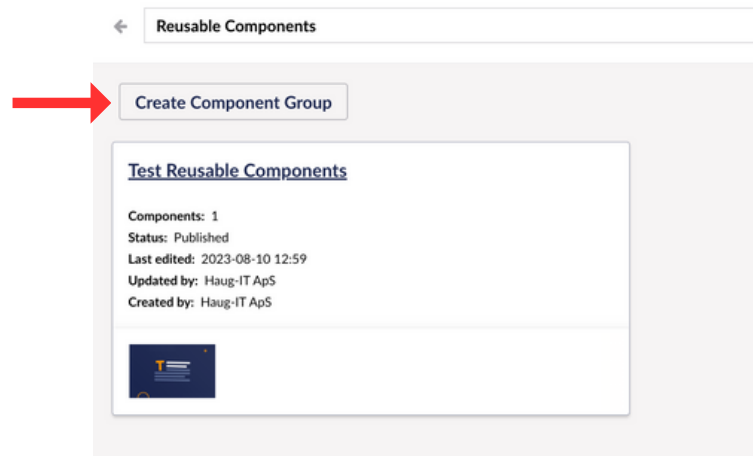 Reusable Components
Create Component Group
Test Reusable Components
Components: 1
Status: Published
Last edited: 2023-08-10 12:59
Updated by: Haug-IT ApS
Created by: Haug-IT ApS
T